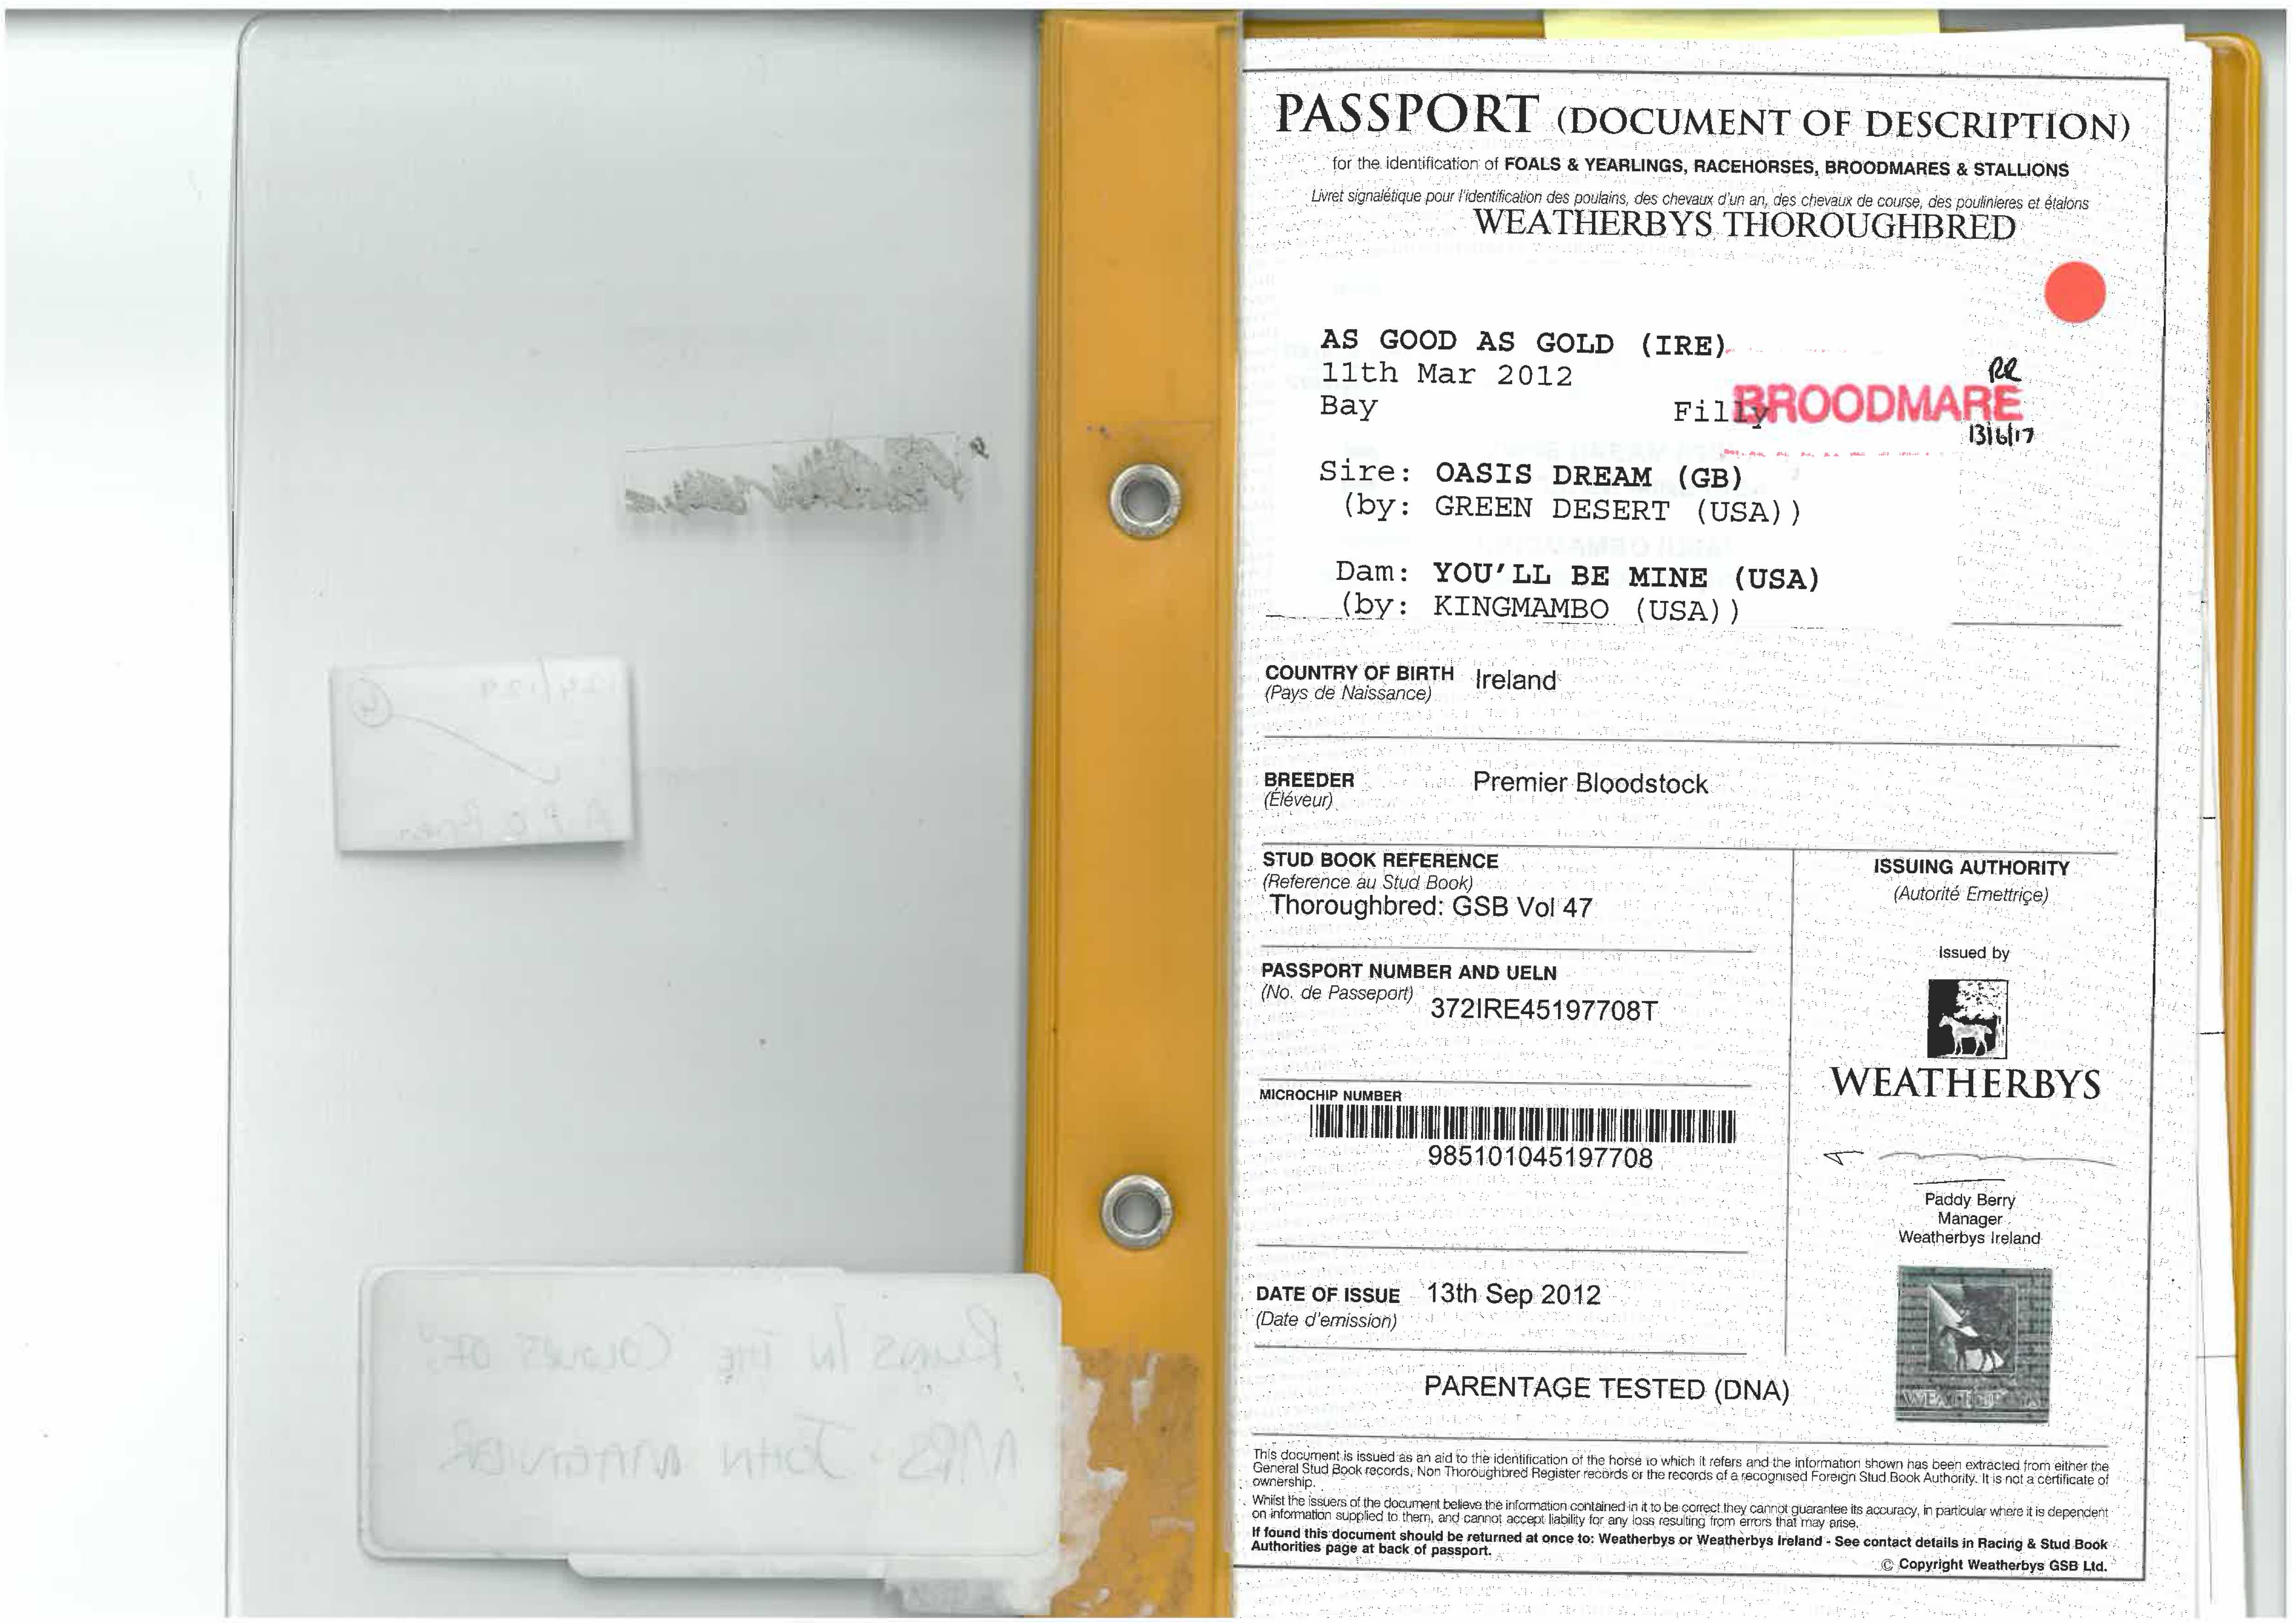 RUNS IN THE COLOURS OF:
MRS. JOHN MAGNIER
PASSPORT (DOCUMENT OF DESCRIPTION)
for the identification of FOALS & YEARLINGS, RACEHORSES, BROODMARES & STALLIONS
Livret signalétique pour l'identification des poulains, des chevaux d'un an, des chevaux de course, des poulinieres et étalons
WEATHERBYS THOROUGHBRED
AS GOOD AS GOLD (IRE)
11th Mar 2012
RR
Bay Filly BROODMARE
13/6/17
Sire: OASIS DREAM (GB)
(by: GREEN DESERT (USA))
Dam: YOU'LL BE MINE (USA)
(by: KINGMAMBO (USA))
COUNTRY OF BIRTH Ireland
(Pays de Naissance)
BREEDER Premier Bloodstock
(Éléveur)
STUD BOOK REFERENCE
(Reference au Stud Book)
Thoroughbred: GSB Vol 47
PASSPORT NUMBER AND UELN
(No. de Passeport) 372IRE45197708T
MICROCHIP NUMBER
985101045197708
DATE OF ISSUE 13th Sep 2012
(Date d'emission)
ISSUING AUTHORITY
(Autorité Emettriçe)
Issued by
WEATHERBYS
Paddy Berry
Manager
Weatherbys Ireland
PARENTAGE TESTED (DNA)
This document is issued as an aid to the identification of the horse to which it refers and the information shown has been extracted from either the
General Stud Book records, Non Thoroughbred Register records or the records of a recognised Foreign Stud Book Authority. It is not a certificate of
ownership.
Whilst the issuers of the document believe the information contained in it to be correct they cannot guarantee its accuracy, in particular where it is dependent
on information supplied to them, and cannot accept liability for any loss resulting from errors that may arise.
If found this document should be returned at once to: Weatherbys or Weatherbys Ireland - See contact details in Racing & Stud Book
Authorities page at back of passport.
© Copyright Weatherbys GSB Ltd.